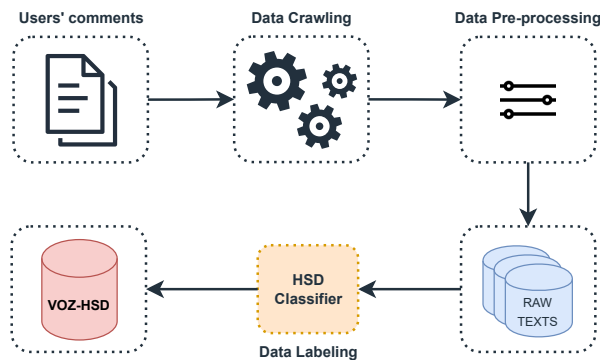 Users' comments
Data Crawling
Data Pre-processing
VOZ-HSD
HSD
Classifier
Data Labeling
RAW
TEXTS